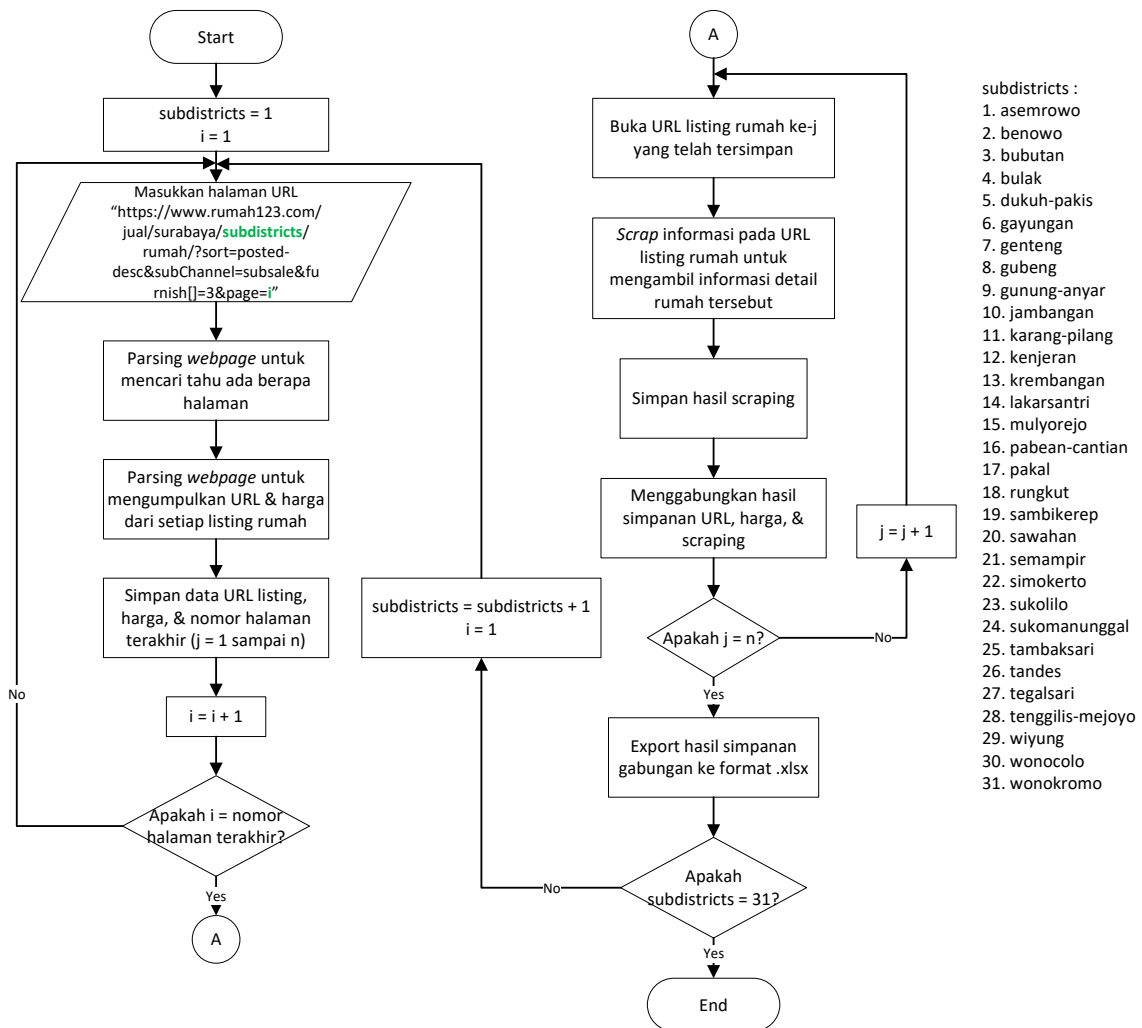 Start
subdistricts = 1
i = 1
Masukkan halaman URL
“https://www.rumah123.com/
jual/surabaya/subdistricts/
rumah/?sort=posted-
desc&subChannel=subsale&fu
rnish[]=3&page=i”
Parsing webpage untuk
mencari tahu ada berapa
halaman
Parsing webpage untuk
mengumpulkan URL & harga
dari setiap listing rumah
Simpan data URL listing,
harga, & nomor halaman
terakhir (j = 1 sampai n)
i = i + 1
Apakah i = nomor
halaman terakhir?
No
Yes
A
A
Buka URL listing rumah ke-j
yang telah tersimpan
Scrap informasi pada URL
listing rumah untuk
mengambil informasi detail
rumah tersebut
Simpan hasil scraping
Menggabungkan hasil
simpanan URL, harga, &
scraping
Apakah j = n?
No
j = j + 1
Yes
Export hasil simpanan
gabungan ke format .xlsx
Apakah
subdistricts = 31?
No
subdistricts = subdistricts + 1
i = 1
Yes
End
subdistricts :
1. asemrowo
2. benowo
3. bubutan
4. bulak
5. dukuh-pakis
6. gayungan
7. genteng
8. gubeng
9. gunung-anyar
10. jambangan
11. karang-pilang
12. kenjeran
13. krembangan
14. lakarsantri
15. mulyorejo
16. pabean-cantian
17. pakal
18. rungkut
19. sambikerep
20. sawahan
21. semampir
22. simokerto
23. sukolilo
24. sukomanunggal
25. tambaksari
26. tandes
27. tegalsari
28. tenggilis-mejoyo
29. wiyung
30. wonocolo
31. wonokromo